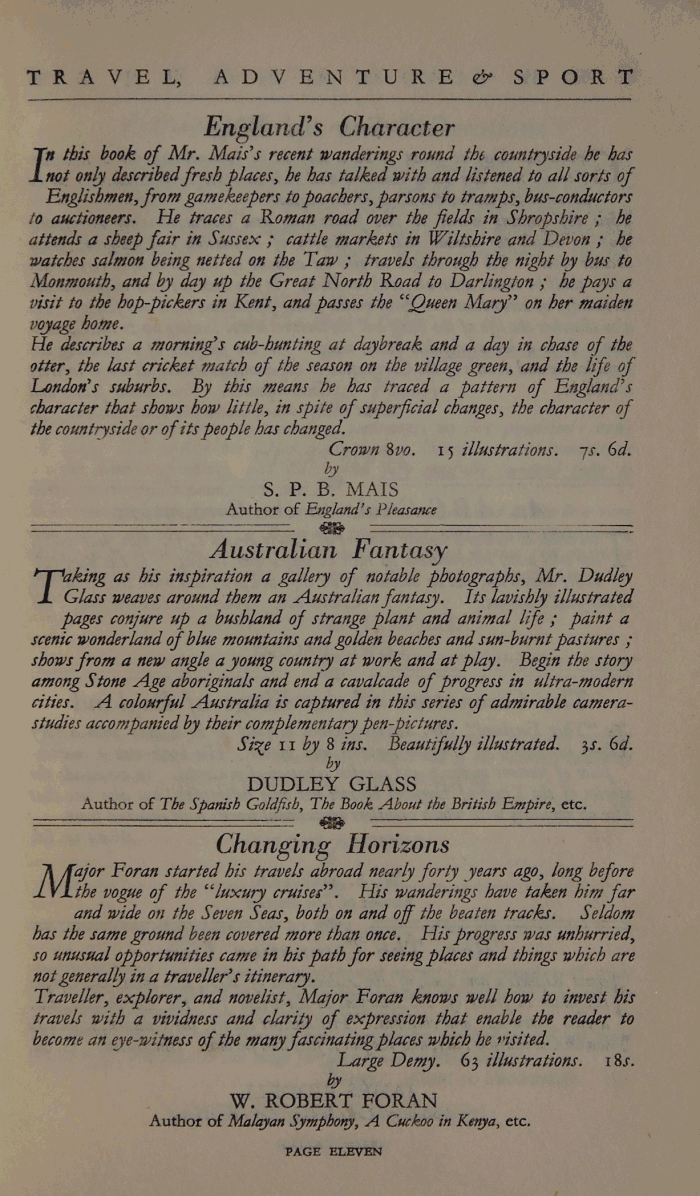 TRAVEL, ADVENTURE & SPORT
England's Character
In this book of Mr. Mais's recent wanderings round the countryside he has
not only described fresh places, he has talked with and listened to all sorts of
Englishmen, from gamekeepers to poachers, parsons to tramps, bus-conductors
to auctioneers. He traces a Roman road over the fields in Shropshire ; he
attends a sheep fair in Sussex ; cattle markets in Wiltshire and Devon ; he
watches salmon being netted on the Taw ; travels through the night by bus to
Monmouth, and by day up the Great North Road to Darlington ; he pays a
visit to the hop-pickers in Kent, and passes the “Queen Mary” on her maiden
voyage home.
He describes a morning's cub-hunting at daybreak and a day in chase of the
otter, the last cricket match of the season on the village green, and the life of
London's suburbs. By this means he has traced a pattern of England's
character that shows how little, in spite of superficial changes, the character of
the countryside or of its people has changed.
Crown 8vo. 15 illustrations. 7s. 6d.
by
S. P. B. MAIS
Author of England's Pleasance
Australian Fantasy
Taking as his inspiration a gallery of notable photographs, Mr. Dudley
Glass weaves around them an Australian fantasy. Its lavishly illustrated
pages conjure up a bushland of strange plant and animal life ; paint a
scenic wonderland of blue mountains and golden beaches and sun-burnt pastures ;
shows from a new angle a young country at work and at play. Begin the story
among Stone Age aboriginals and end a cavalcade of progress in ultra-modern
cities. A colourful Australia is captured in this series of admirable camera-
studies accompanied by their complementary pen-pictures.
Size 11 by 8 ins. Beautifully illustrated. 3s. 6d.
by
DUDLEY GLASS
Author of The Spanish Goldfish, The Book About the British Empire, etc.
Changing Horizons
Major Foran started his travels abroad nearly forty years ago, long before
the vogue of the “luxury cruises”. His wanderings have taken him far
and wide on the Seven Seas, both on and off the beaten tracks. Seldom
has the same ground been covered more than once. His progress was unhurried,
so unusual opportunities came in his path for seeing places and things which are
not generally in a traveller's itinerary.
Traveller, explorer, and novelist, Major Foran knows well how to invest his
travels with a vividness and clarity of expression that enable the reader to
become an eye-witness of the many fascinating places which he visited.
Large Demy. 63 illustrations. 18s.
by
W. ROBERT FORAN
Author of Malayan Symphony, A Cuckoo in Kenya, etc.
PAGE ELEVEN